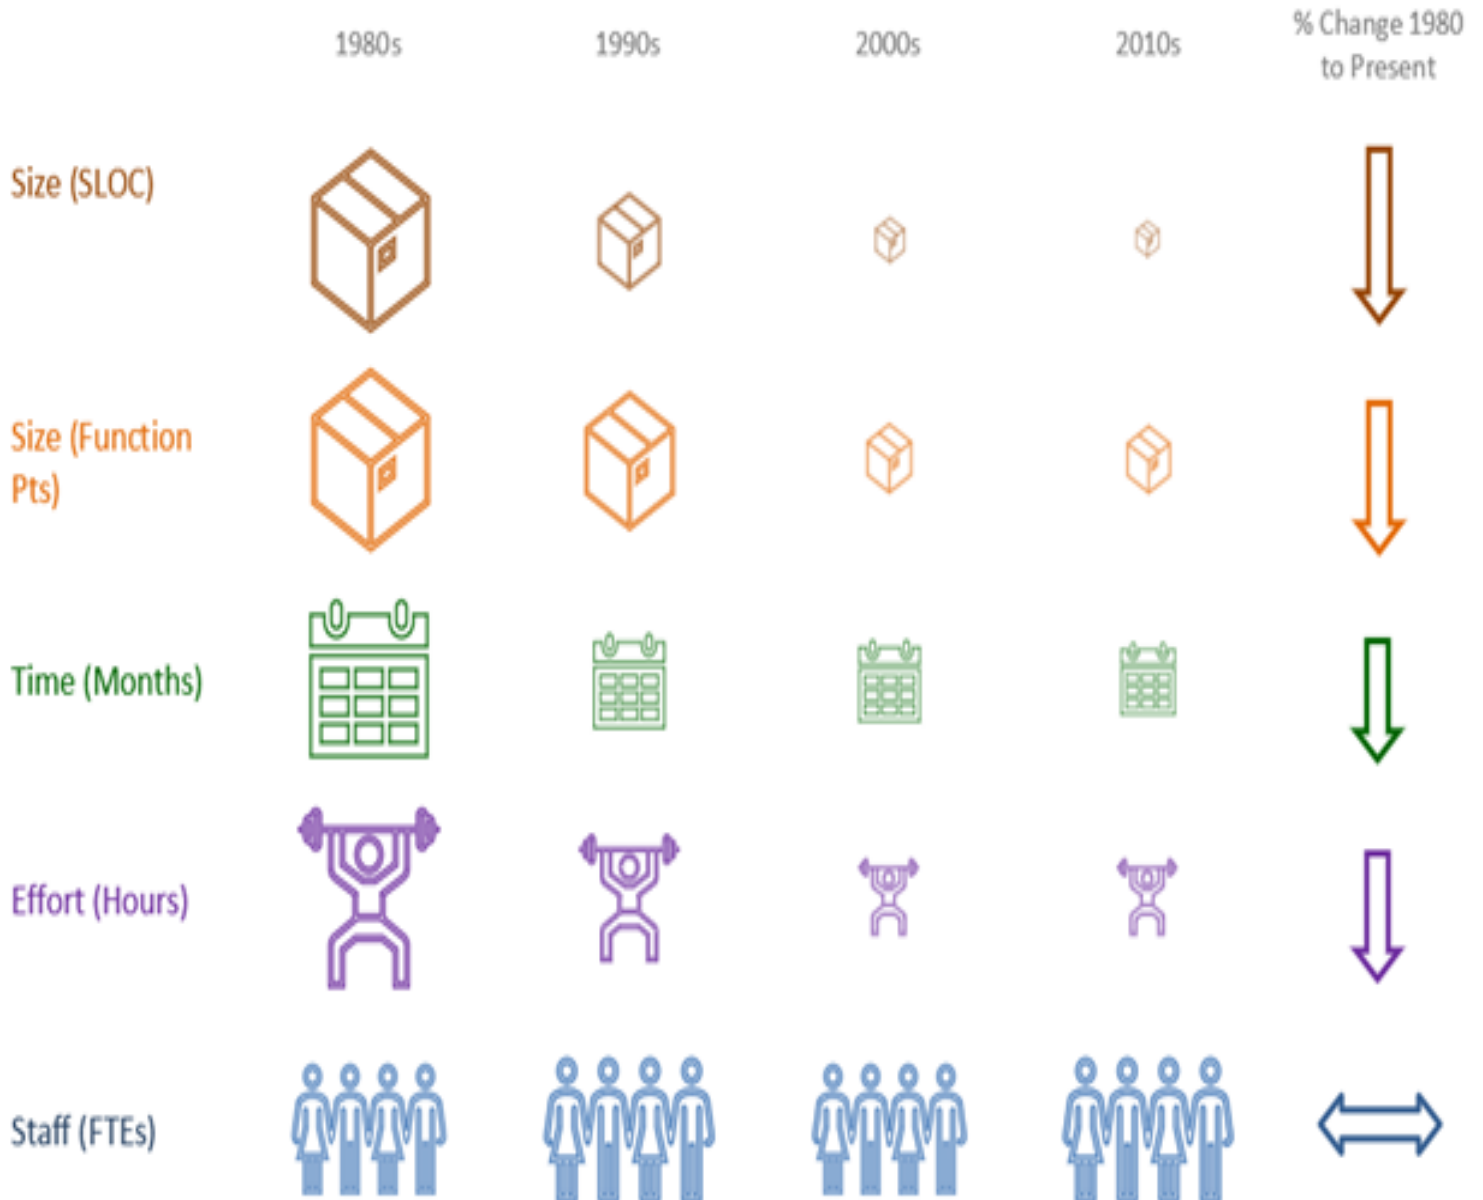 1980s
1990s
2000s
2010s
% Change 1980
to Present
Size (SLOC)
Size (Function
Pts)
Time (Months)
Effort (Hours)
Staff (FTEs)